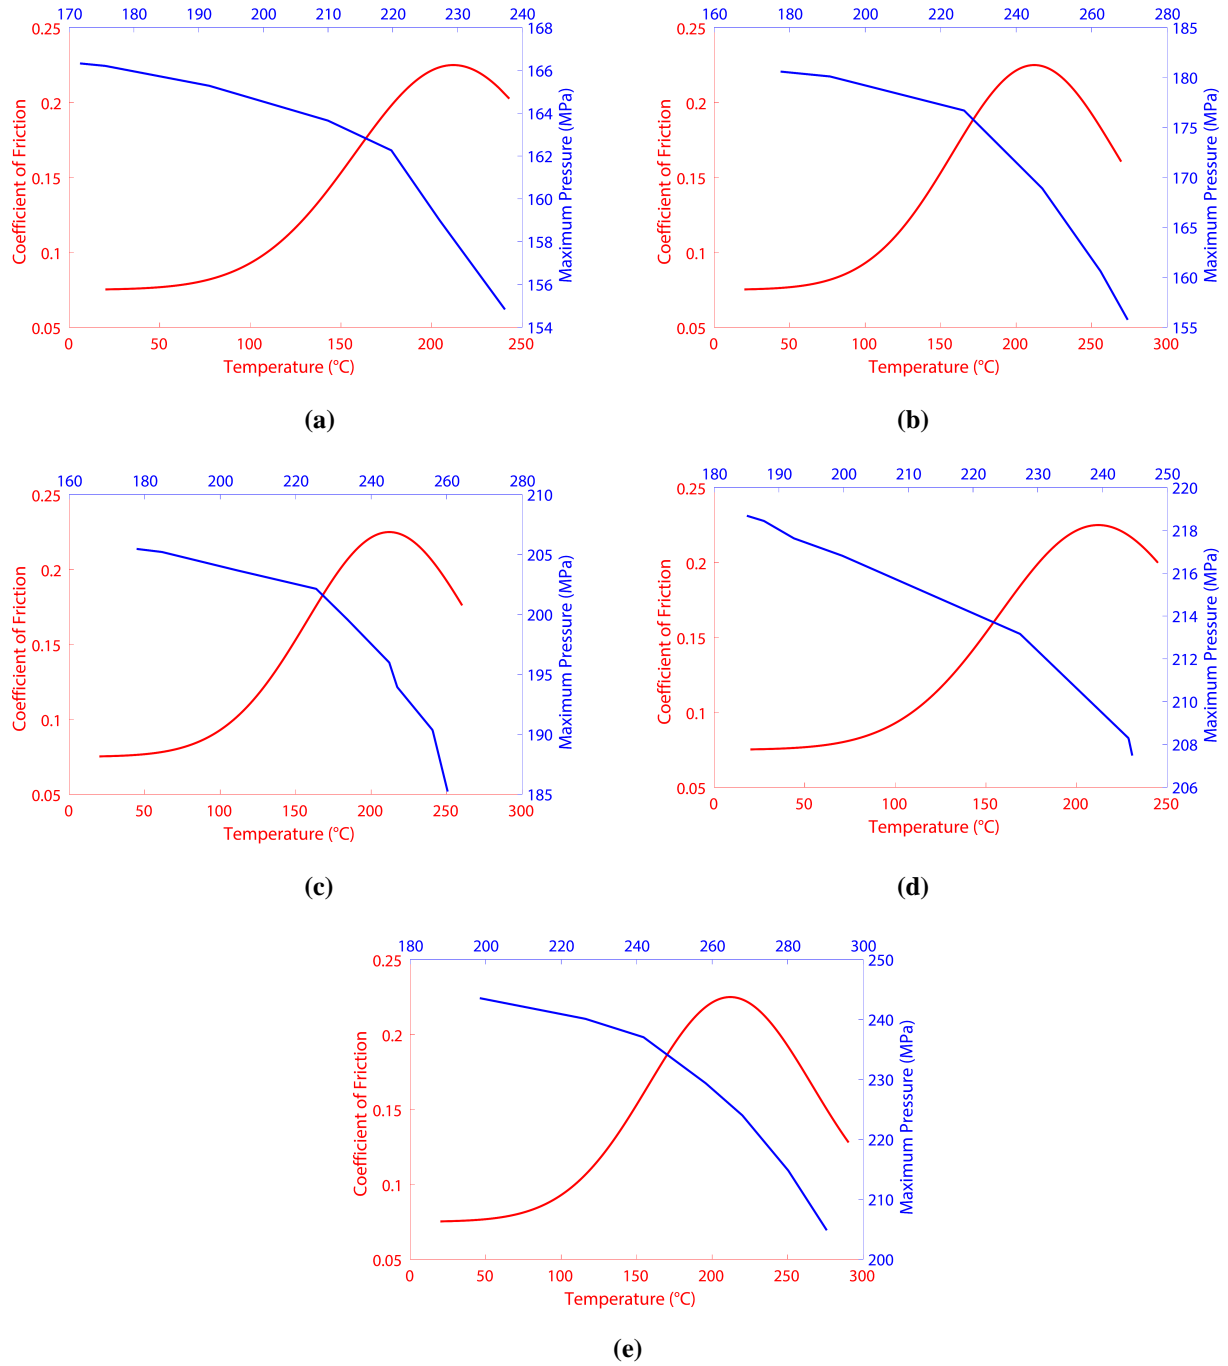 170 180 190 200 210 220 230 240
0.25 168
166
0.2 164
162
0.15 160
158
0.1 156
0.05 154
0 50 100 150 200 250
Coefficient of Friction
Maximum Pressure (MPa)
Temperature (°C)
(a)
160 180 200 220 240 260 280
0.25 185
180
0.2 175
0.15 170
165
0.1 160
0.05 155
0 50 100 150 200 250 300
Coefficient of Friction
Maximum Pressure (MPa)
Temperature (°C)
(b)
160 180 200 220 240 260 280
0.25 210
205
0.2
200
0.15 195
0.1 190
0.05 185
0 50 100 150 200 250 300
Coefficient of Friction
Maximum Pressure (MPa)
Temperature (°C)
(c)
180 190 200 210 220 230 240 250
0.25 220
218
0.2 216
214
0.15 212
210
0.1 208
0.05 206
0 50 100 150 200 250
Coefficient of Friction
Maximum Pressure (MPa)
Temperature (°C)
(d)
180 200 220 240 260 280 300
0.25 250
240
0.2
230
0.15 220
0.1 210
0.05 200
0 50 100 150 200 250 300
Coefficient of Friction
Maximum Pressure (MPa)
Temperature (°C)
(e)